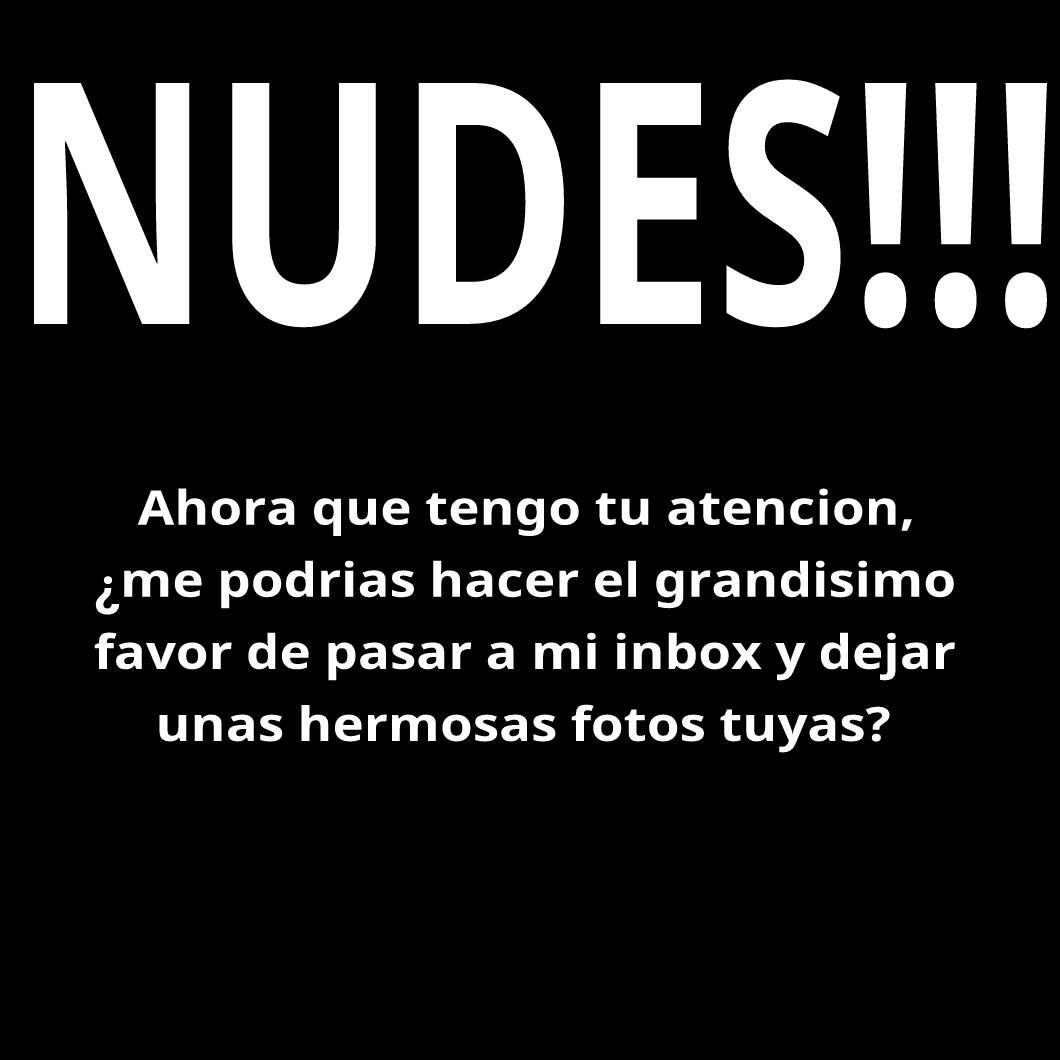 NUDES!!!
Ahora que tengo tu atencion,
¿me podrias hacer el grandisimo
favor de pasar a mi inbox y dejar
unas hermosas fotos tuyas?